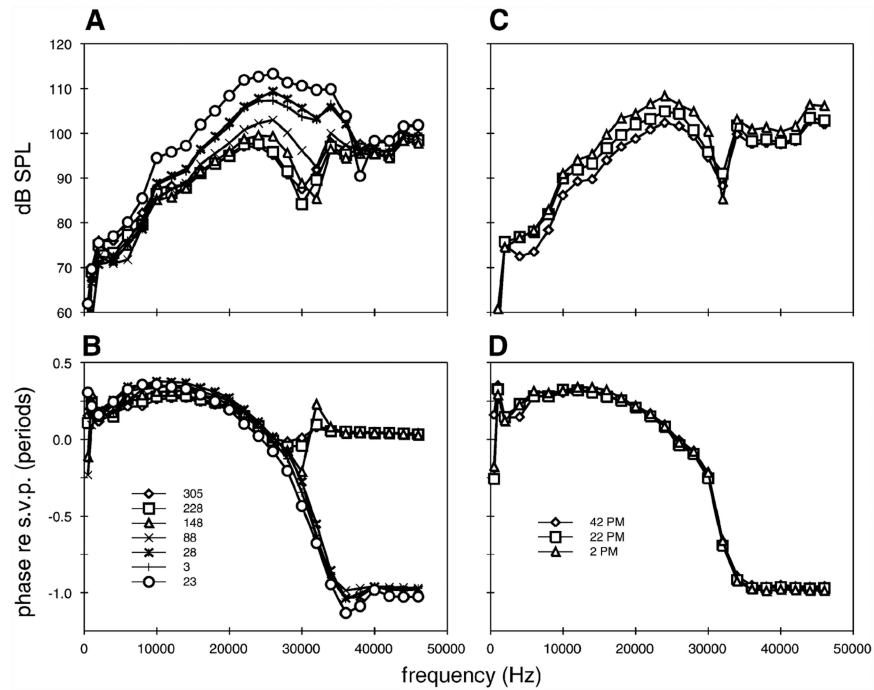 A
C
120
110
100
90
80
70
60
dB SPL
B
D
0.5
0.0
-0.5
-1.0
phase re s.v.p. (periods)
305
228
148
88
28
3
23
42 PM
22 PM
2 PM
0 10000 20000 30000 40000 50000
0 10000 20000 30000 40000 50000
frequency (Hz)